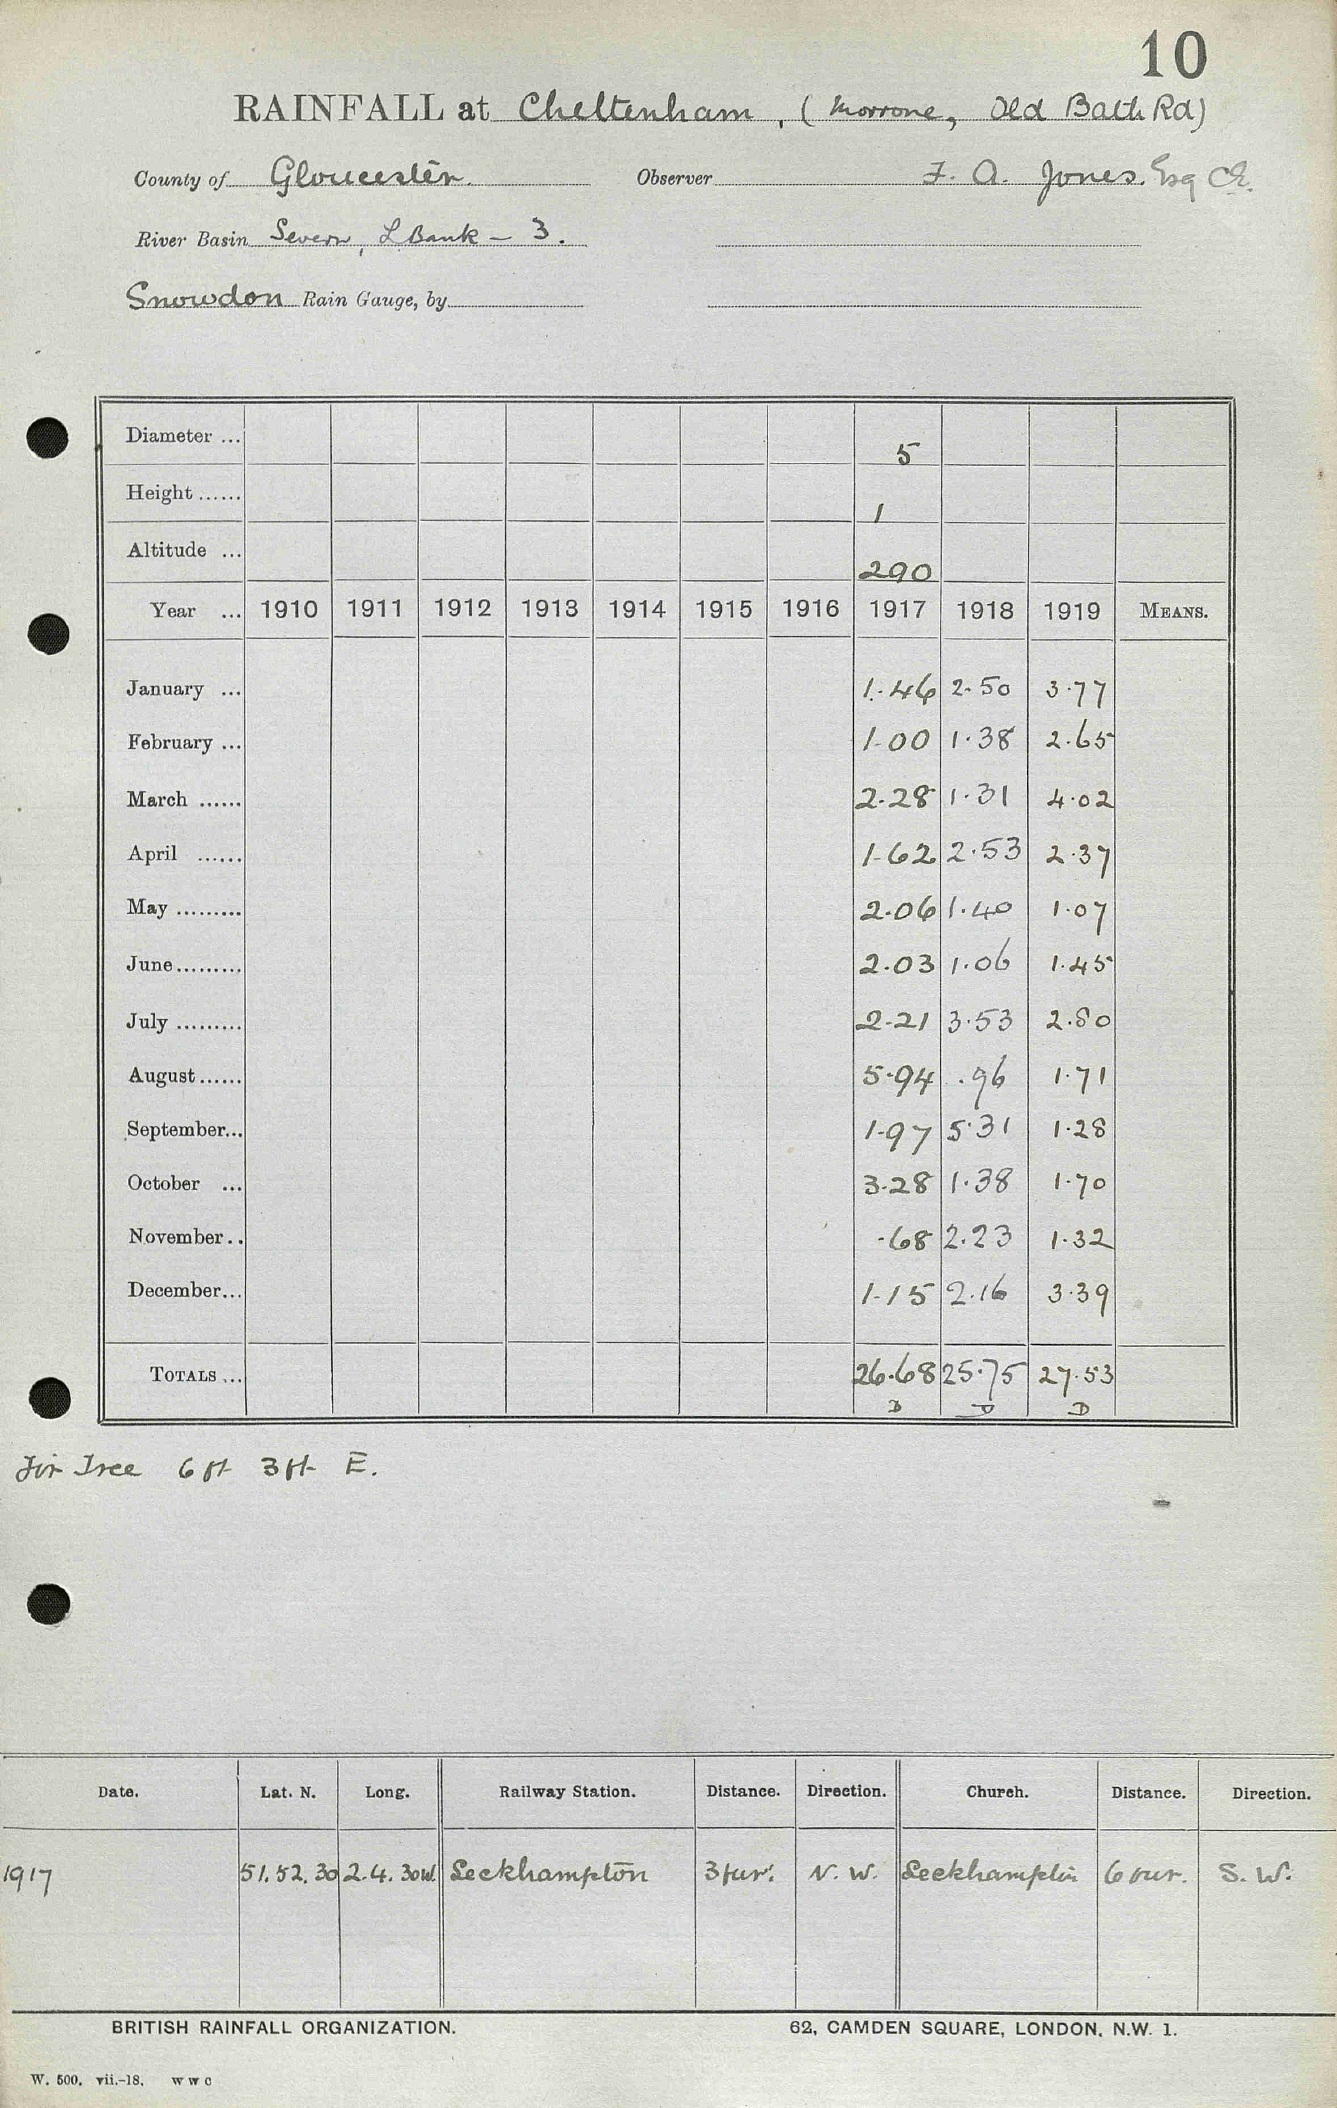 10
RAINFALL at Cheltenham, (Morrone, Old Bath Rd)
County of Gloucester. Observer F. A. Jones. Esq CE.
River Basin Severn, L Bank - 3.
Snowdon Rain Gauge, by
Diameter ... 5
Height ...... 1
Altitude ... 290
Year ... 1910 1911 1912 1913 1914 1915 1916 1917 1918 1919 MEANS.
January ... 1.46 2.50 3.77
February ... 1.00 1.38 2.65
March ...... 2.28 1.31 4.02
April ...... 1.62 2.53 2.37
May ......... 2.06 1.40 1.07
June......... 2.03 1.06 1.45
July ......... 2.21 3.53 2.80
August...... 5.94 .96 1.71
September... 1.97 5.31 1.28
October ... 3.28 1.38 1.70
November.. .68 2.23 1.32
December... 1.15 2.16 3.39
TOTALS ... 26.68 25.75 27.53
D D D
Fir Tree 6 ft 3 ft E.
Date. Lat. N. Long. Railway Station. Distance. Direction. Church. Distance. Direction.
1917 51. 52. 30 2. 4. 30W. Leckhampton 3 fur. N. W. Leckhampton 6 fur. S. W.
BRITISH RAINFALL ORGANIZATION. 62, CAMDEN SQUARE, LONDON, N.W. 1.
W. 500. vii.-18. W W C